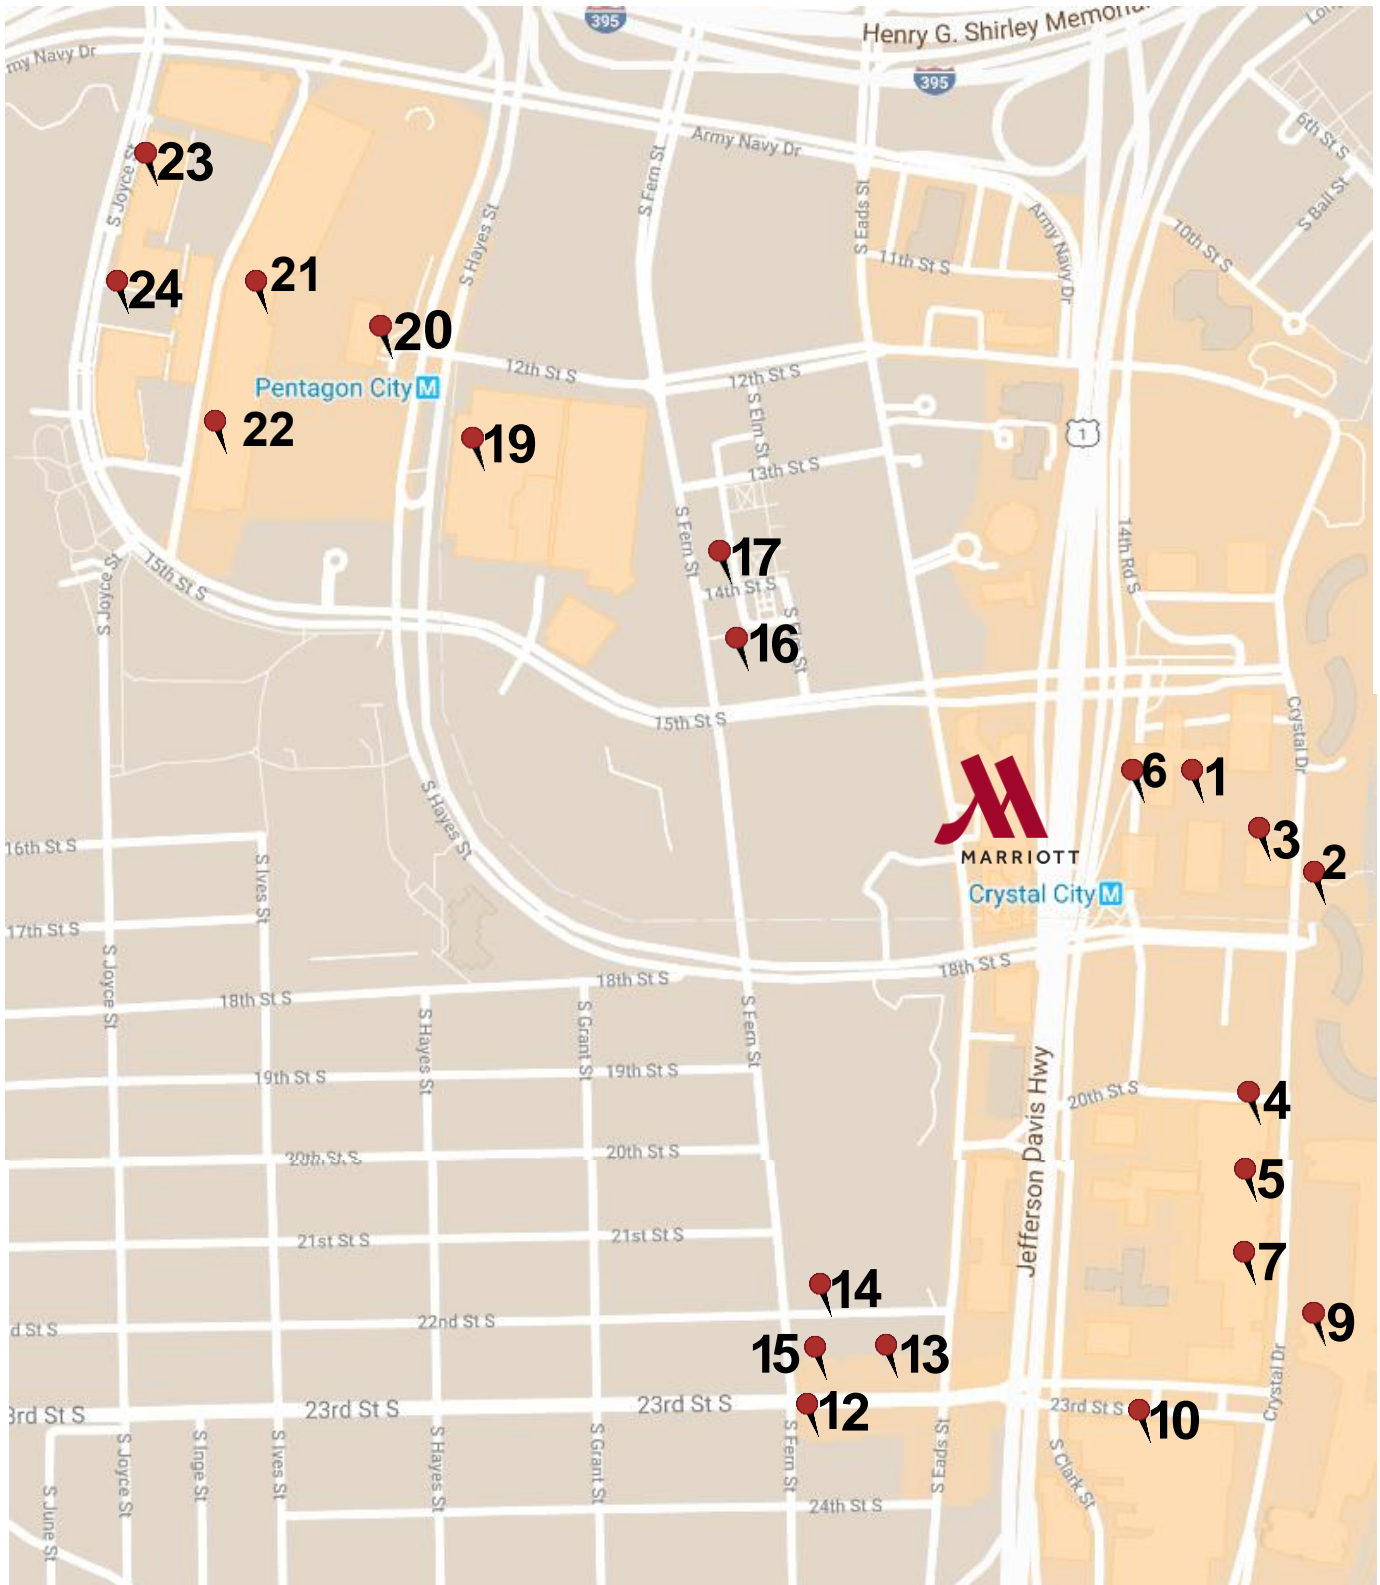 395
Henry G. Shirley Memoria
395
my Navy Dr
Army Navy Dr
6th St S
S Ball St
10th St S
23
S Joyce St
S Fern St
S Eads St
Army Navy Dr
S Hayes St
11th St S
24
21
20
12th St S
12th St S
Pentagon City M
S Elm St
1
22
19
13th St S
S Fern St
17
14th St S
14th Rd S
15th St S
S Joyce St
16
15th St S
Crystal Dr
6
1
3
2
MARRIOTT
Crystal City M
S Hayes St
16th St S
S Ives St
17th St S
S Joyce St
18th St S
18th St S
18th St S
S Hayes St
S Grant St
S Fern St
19th St S
19th St S
Jefferson Davis Hwy
20th St S
4
20th St S
20th St S
5
21st St S
21st St S
7
14
9
d St S
22nd St S
15
13
Crystal Dr
3rd St S
23rd St S
23rd St S
12
23rd St S
10
S Joyce St
S Inge St
S Ives St
S Hayes St
S Grant St
S Fern St
S Eads St
S Clark St
S June St
24th St S